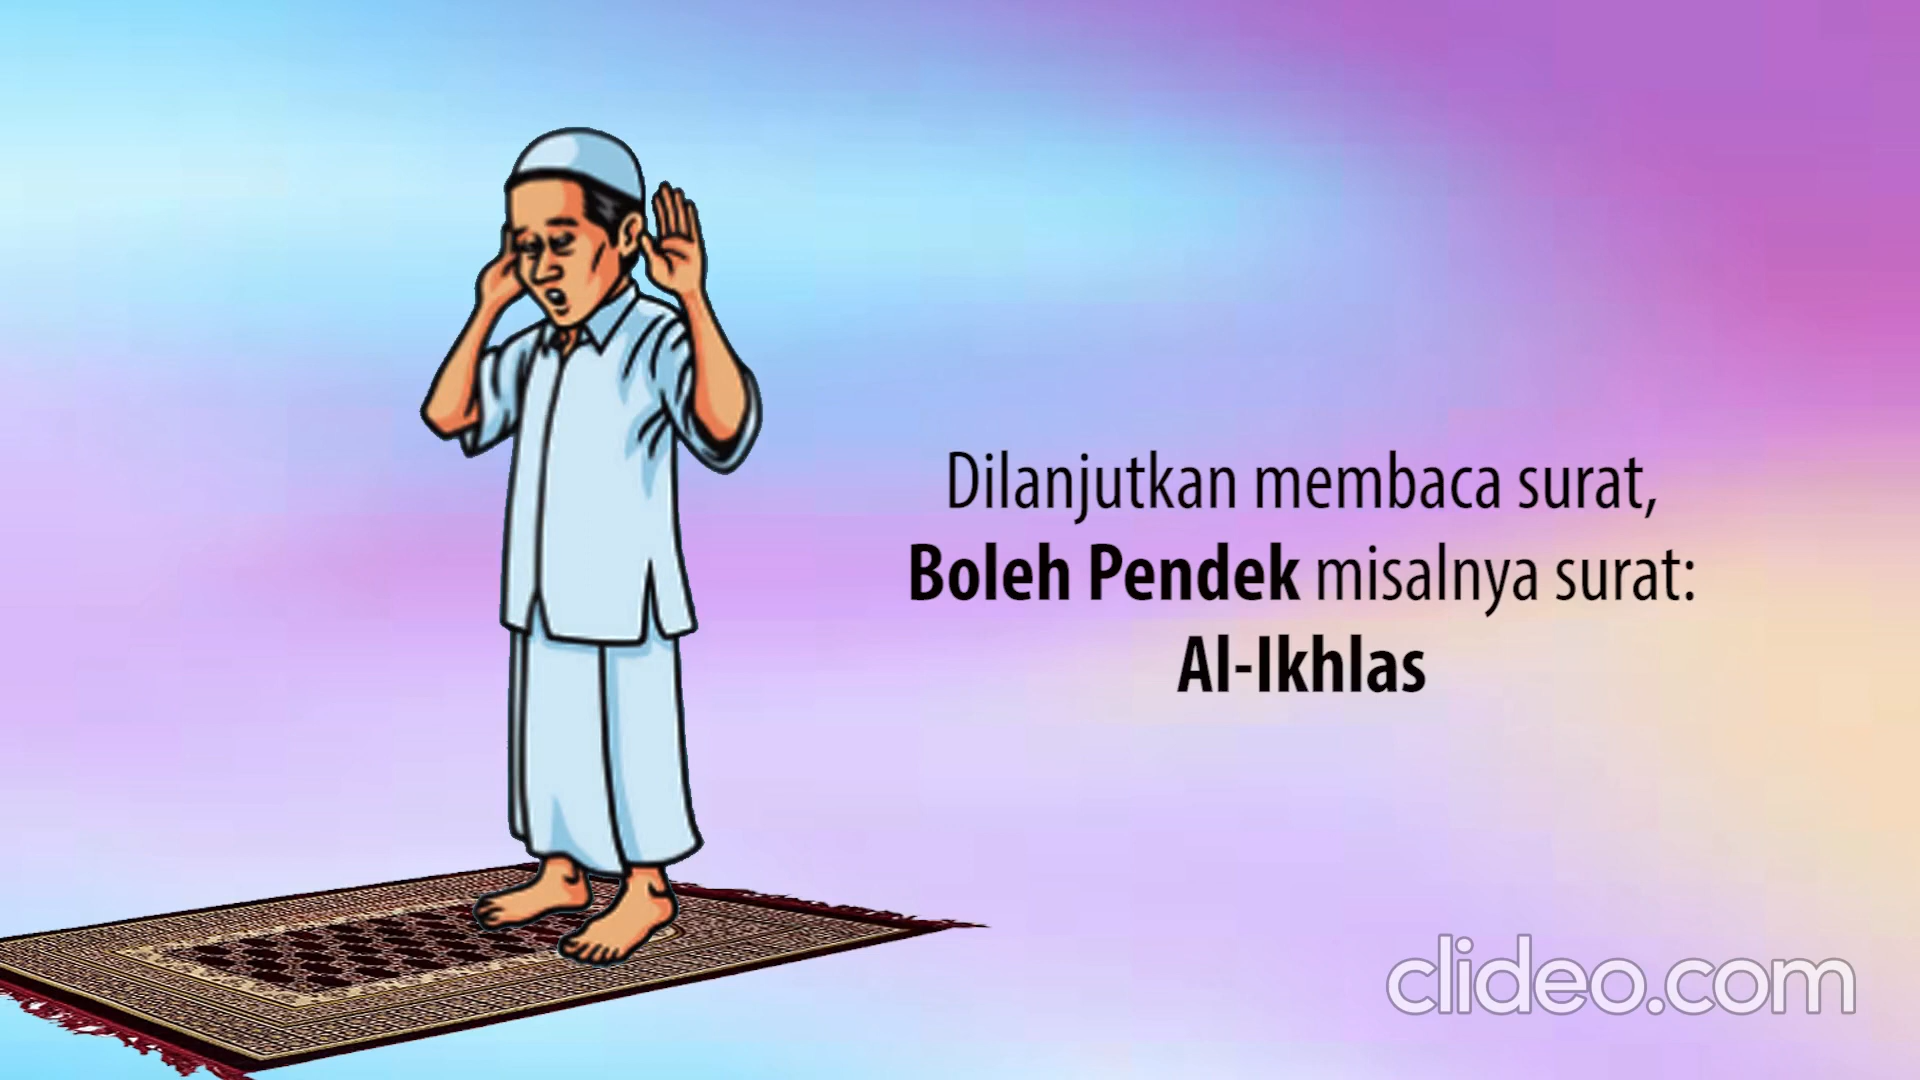 Dilanjutkan membaca surat,
Boleh Pendek misalnya surat:
Al-Ikhlas
clideo.com